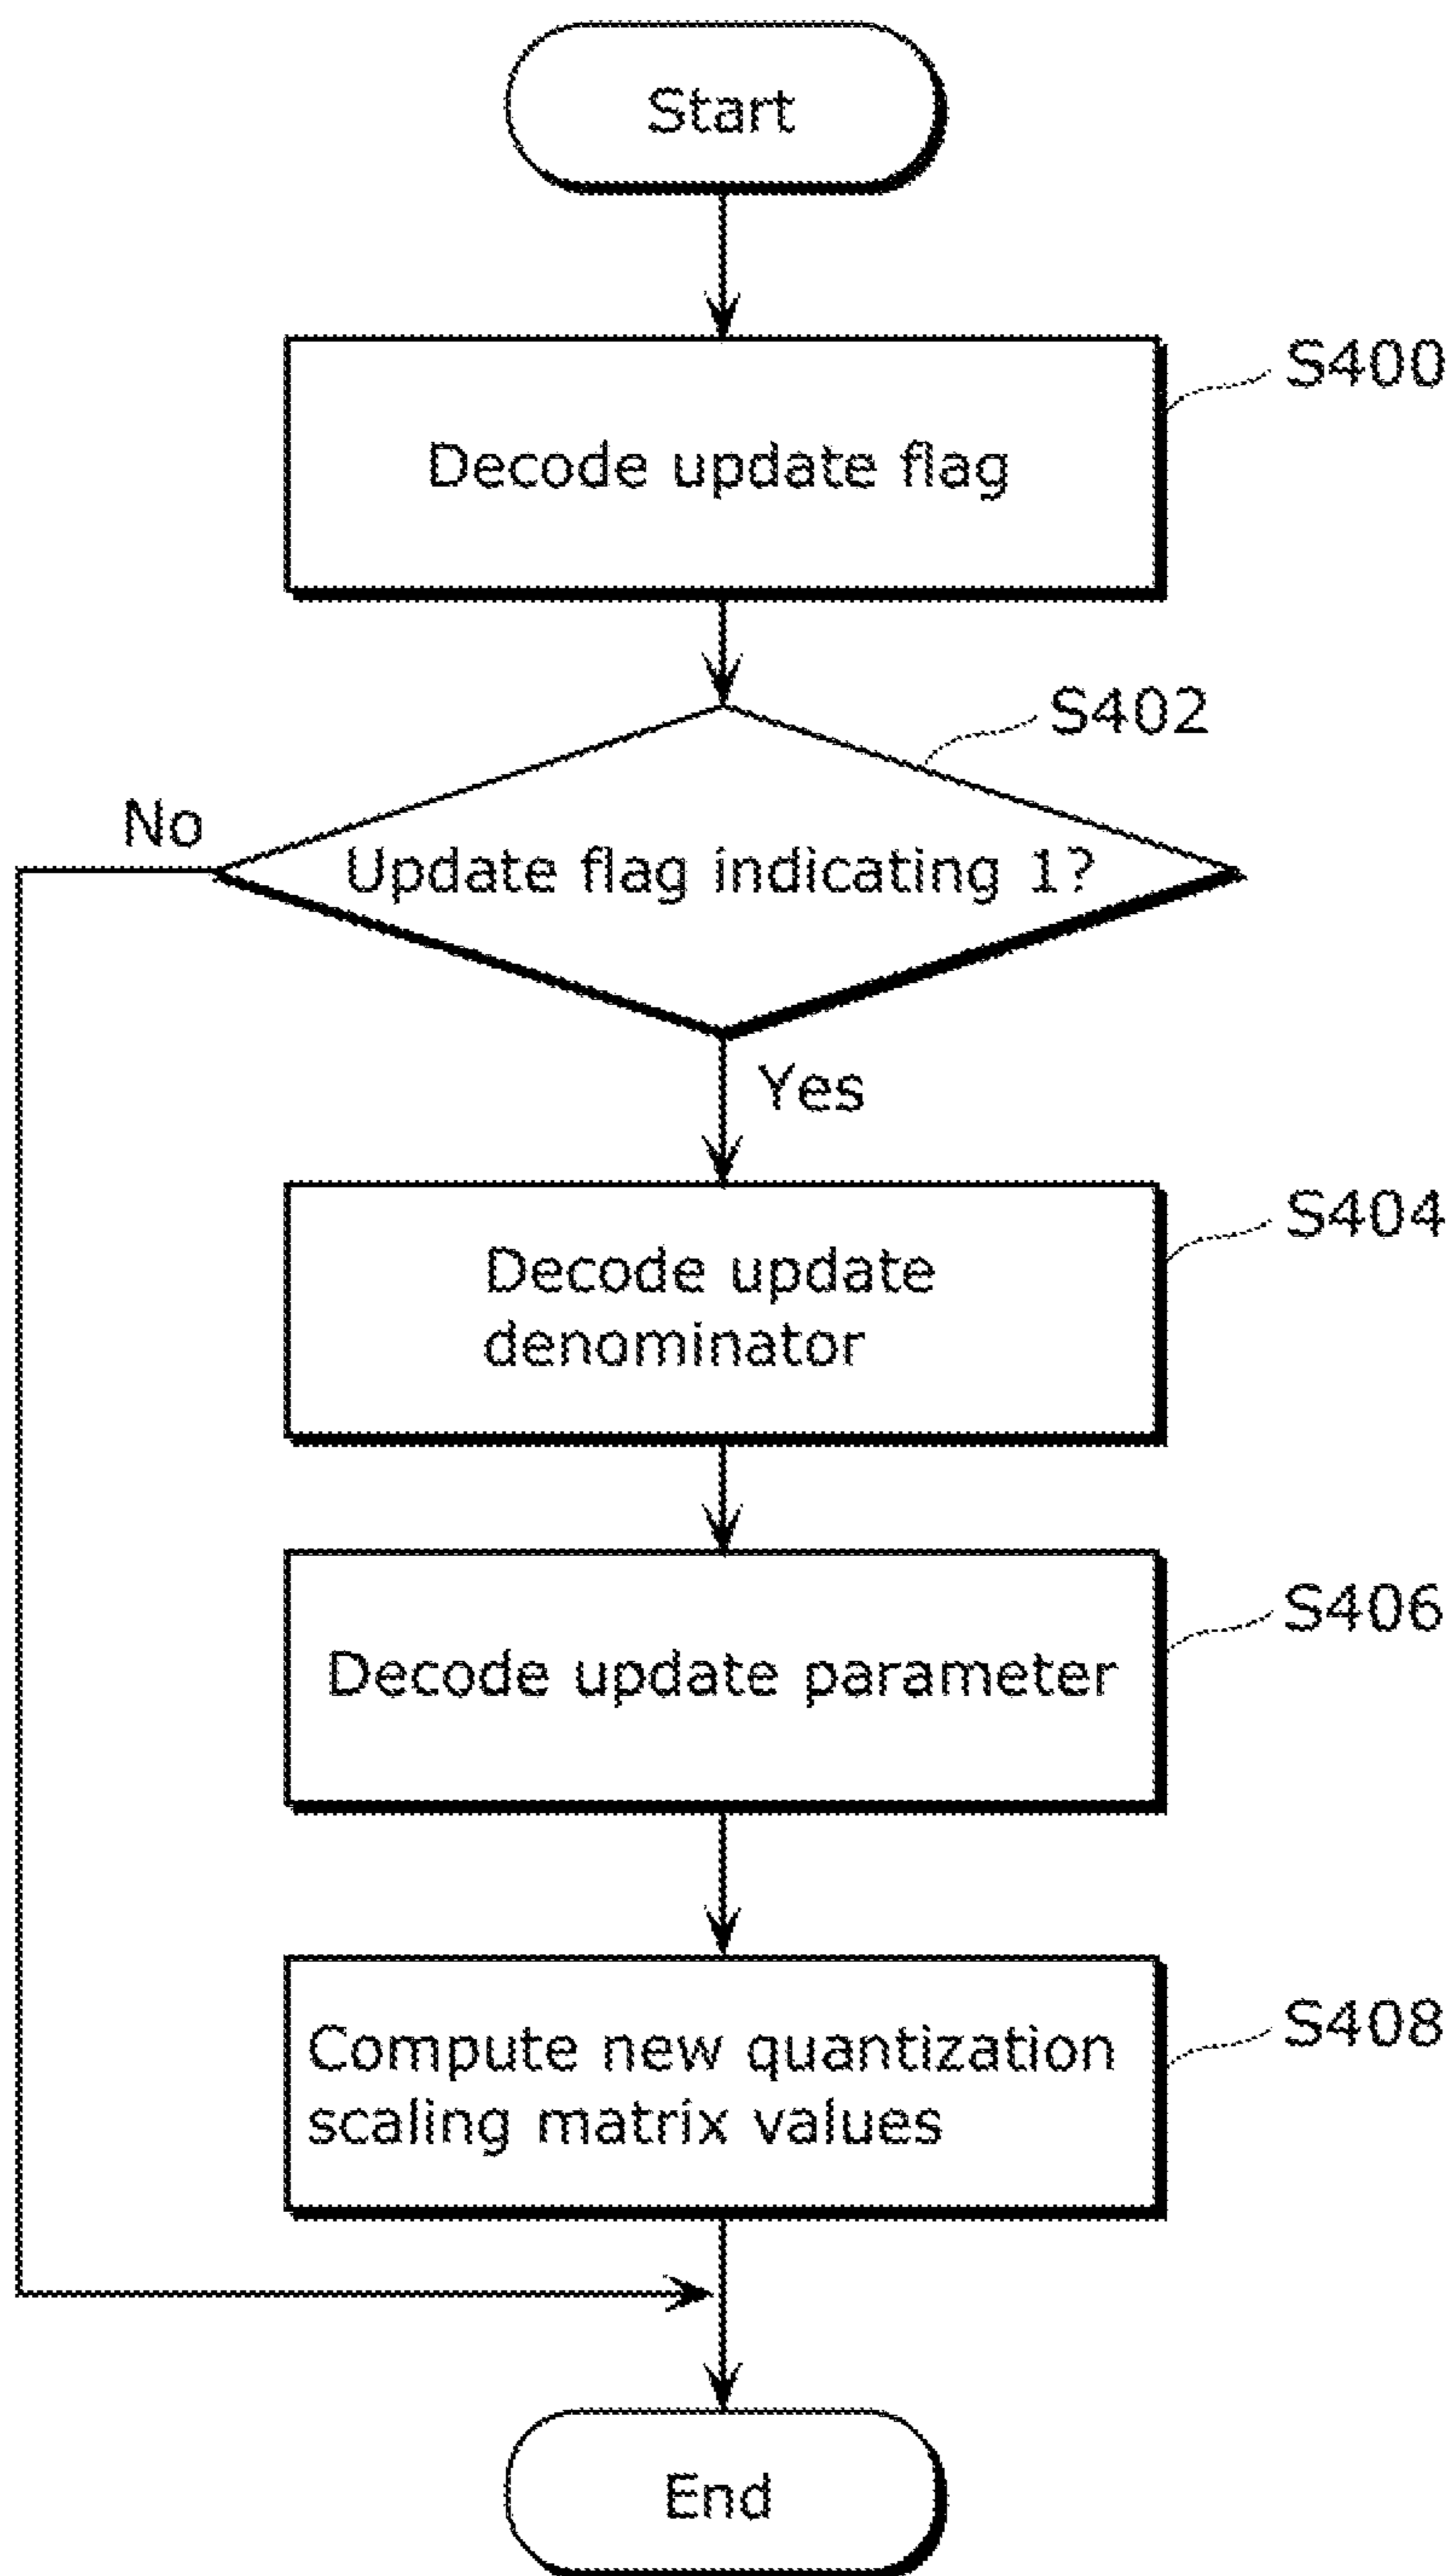 Start
Decode update flag
S400
S402
No
Update flag indicating 1?
Yes
Decode update
denominator
S404
Decode update parameter
S406
Compute new quantization
scaling matrix values
S408
End